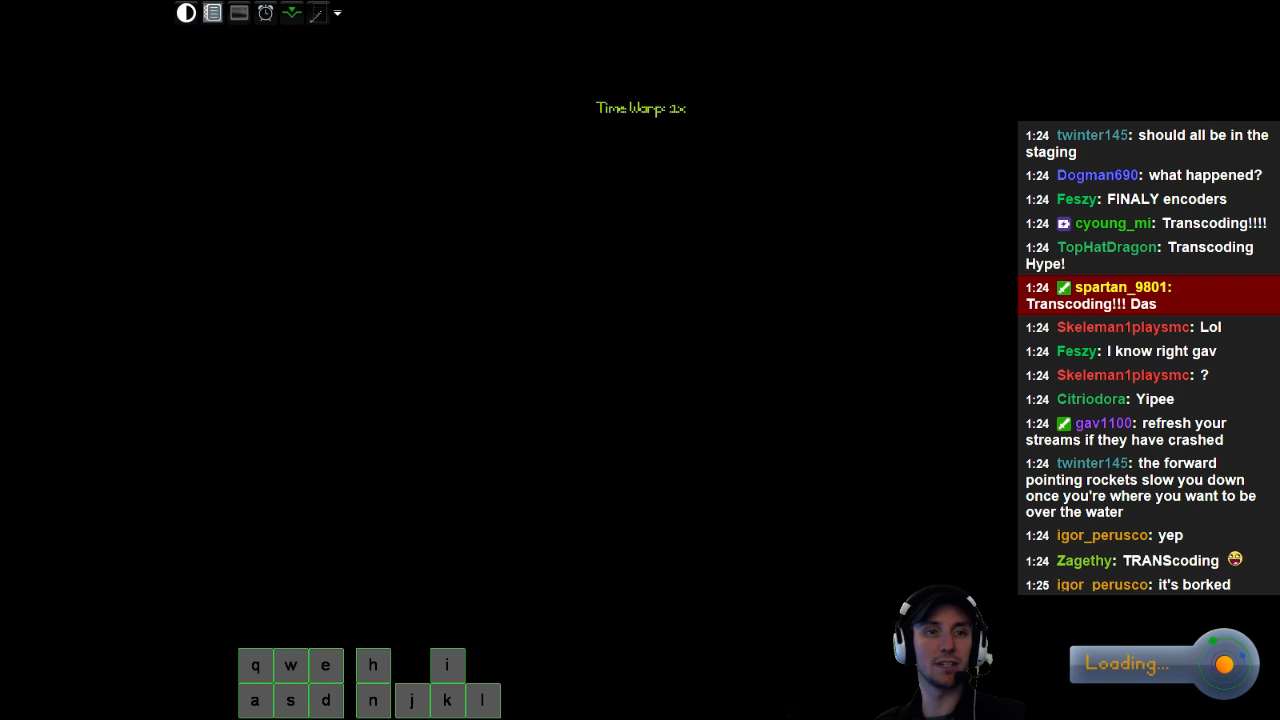 Time Warp: 1x
1:24 twinter145: should all be in the
staging
1:24 Dogman690: what happened?
1:24 Feszy: FINALY encoders
1:24 cyoung_mi: Transcoding!!!!
1:24 TopHatDragon: Transcoding
Hype!
1:24 spartan_9801:
Transcoding!!! Das
1:24 Skeleman1playsmc: Lol
1:24 Feszy: I know right gav
1:24 Skeleman1playsmc: ?
1:24 Citriodora: Yipee
1:24 gav1100: refresh your
streams if they have crashed
1:24 twinter145: the forward
pointing rockets slow you down
once you're where you want to be
over the water
1:24 igor_perusco: yep
1:24 Zagethy: TRANScoding
1:25 igor_perusco: it's borked
q w e h i
a s d n j k l
Loading...